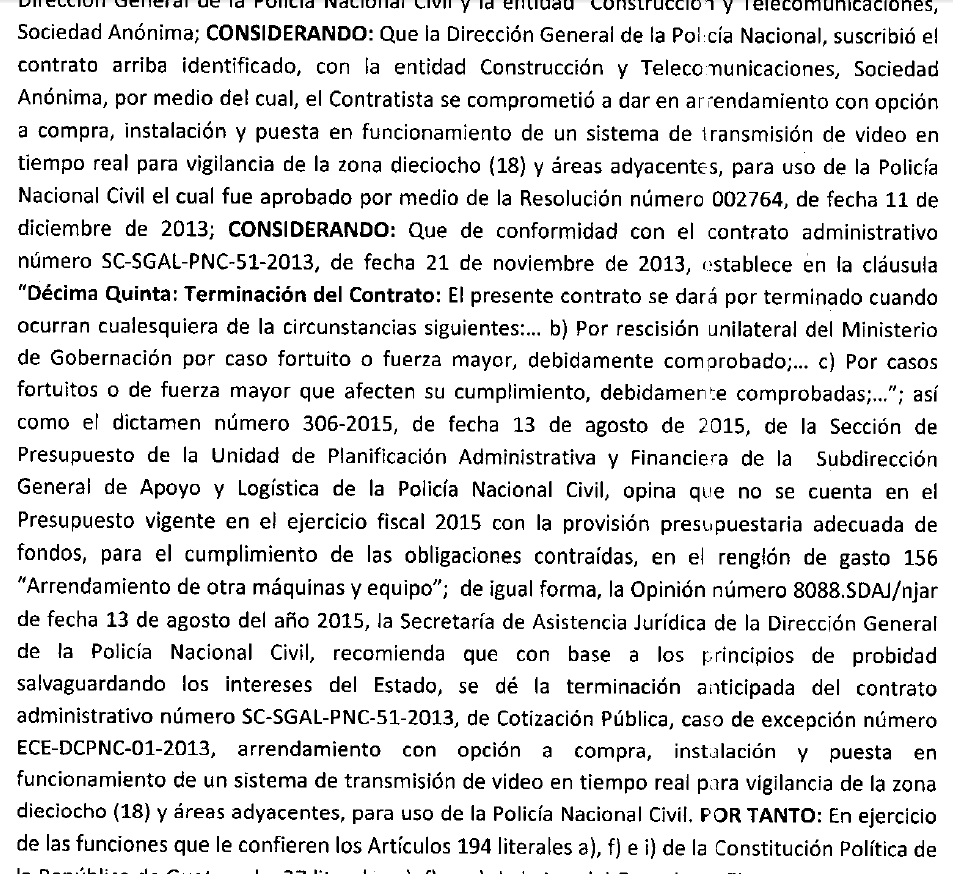 Dirección General de la Policía Nacional Civil y la entidad Construcción y Telecomunicaciones,
Sociedad Anónima; CONSIDERANDO: Que la Dirección General de la Policía Nacional, suscribió el
contrato arriba identificado, con la entidad Construcción y Telecomunicaciones, Sociedad
Anónima, por medio del cual, el Contratista se comprometió a dar en arrendamiento con opción
a compra, instalación y puesta en funcionamiento de un sistema de transmisión de video en
tiempo real para vigilancia de la zona dieciocho (18) y áreas adyacentes, para uso de la Policía
Nacional Civil el cual fue aprobado por medio de la Resolución número 002764, de fecha 11 de
diciembre de 2013; CONSIDERANDO: Que de conformidad con el contrato administrativo
número SC-SGAL-PNC-51-2013, de fecha 21 de noviembre de 2013, establece en la cláusula
"Décima Quinta: Terminación del Contrato: El presente contrato se dará por terminado cuando
ocurran cualesquiera de la circunstancias siguientes:... b) Por rescisión unilateral del Ministerio
de Gobernación por caso fortuito o fuerza mayor, debidamente comprobado;... c) Por casos
fortuitos o de fuerza mayor que afecten su cumplimiento, debidamente comprobadas;..."; así
como el dictamen número 306-2015, de fecha 13 de agosto de 2015, de la Sección de
Presupuesto de la Unidad de Planificación Administrativa y Financiera de la Subdirección
General de Apoyo y Logística de la Policía Nacional Civil, opina que no se cuenta en el
Presupuesto vigente en el ejercicio fiscal 2015 con la provisión presupuestaria adecuada de
fondos, para el cumplimiento de las obligaciones contraídas, en el renglón de gasto 156
"Arrendamiento de otra máquinas y equipo"; de igual forma, la Opinión número 8088.SDAJ/njar
de fecha 13 de agosto del año 2015, la Secretaría de Asistencia Jurídica de la Dirección General
de la Policía Nacional Civil, recomienda que con base a los principios de probidad
salvaguardando los intereses del Estado, se dé la terminación anticipada del contrato
administrativo número SC-SGAL-PNC-51-2013, de Cotización Pública, caso de excepción número
ECE-DCPNC-01-2013, arrendamiento con opción a compra, instalación y puesta en
funcionamiento de un sistema de transmisión de video en tiempo real para vigilancia de la zona
dieciocho (18) y áreas adyacentes, para uso de la Policía Nacional Civil. POR TANTO: En ejercicio
de las funciones que le confieren los Artículos 194 literales a), f) e i) de la Constitución Política de